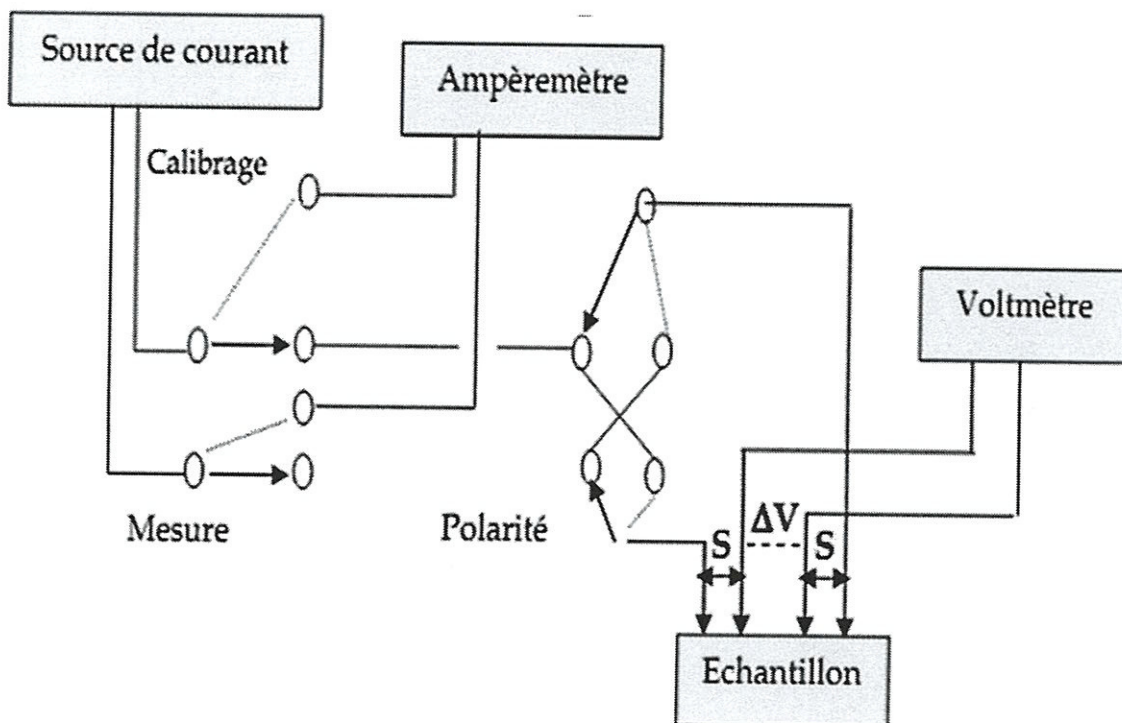 Source de courant
Ampèremètre
Calibrage
Voltmètre
Mesure
Polarité
S
ΔV
S
Echantillon